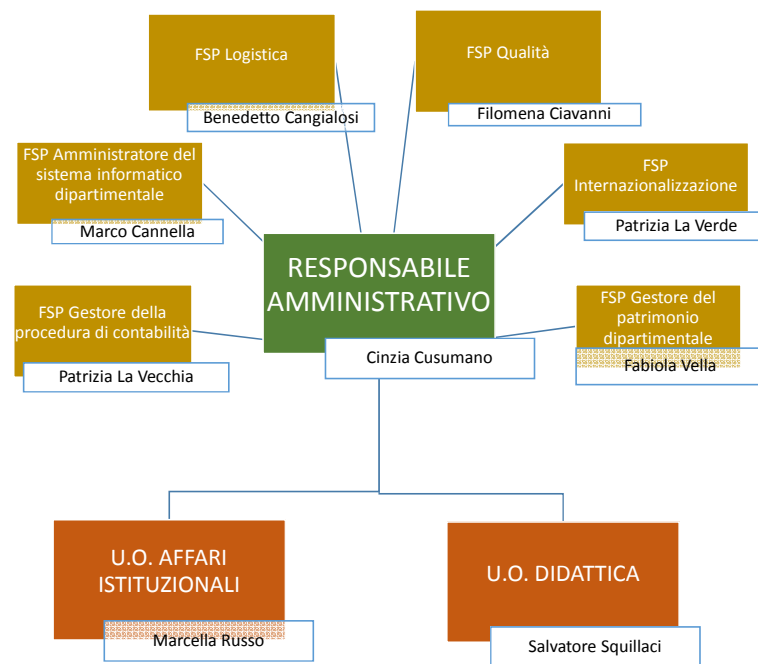 FSP Logistica
Benedetto Cangialosi
FSP Qualità
Filomena Ciavanni
FSP Amministratore del
sistema informatico
dipartimentale
Marco Cannella
FSP
Internazionalizzazione
Patrizia La Verde
RESPONSABILE
AMMINISTRATIVO
Cinzia Cusumano
FSP Gestore della
procedura di contabilità
Patrizia La Vecchia
FSP Gestore del
patrimonio
dipartimentale
Fabiola Vella
U.O. AFFARI
ISTITUZIONALI
Marcella Russo
U.O. DIDATTICA
Salvatore Squillaci